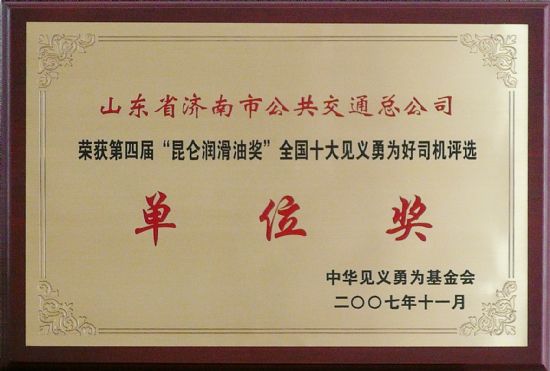 山东省济南市公共交通总公司
荣获第四届“昆仑润滑油奖”全国十大见义勇为好司机评选
单位奖
中华见义勇为基金会
二〇〇七年十一月